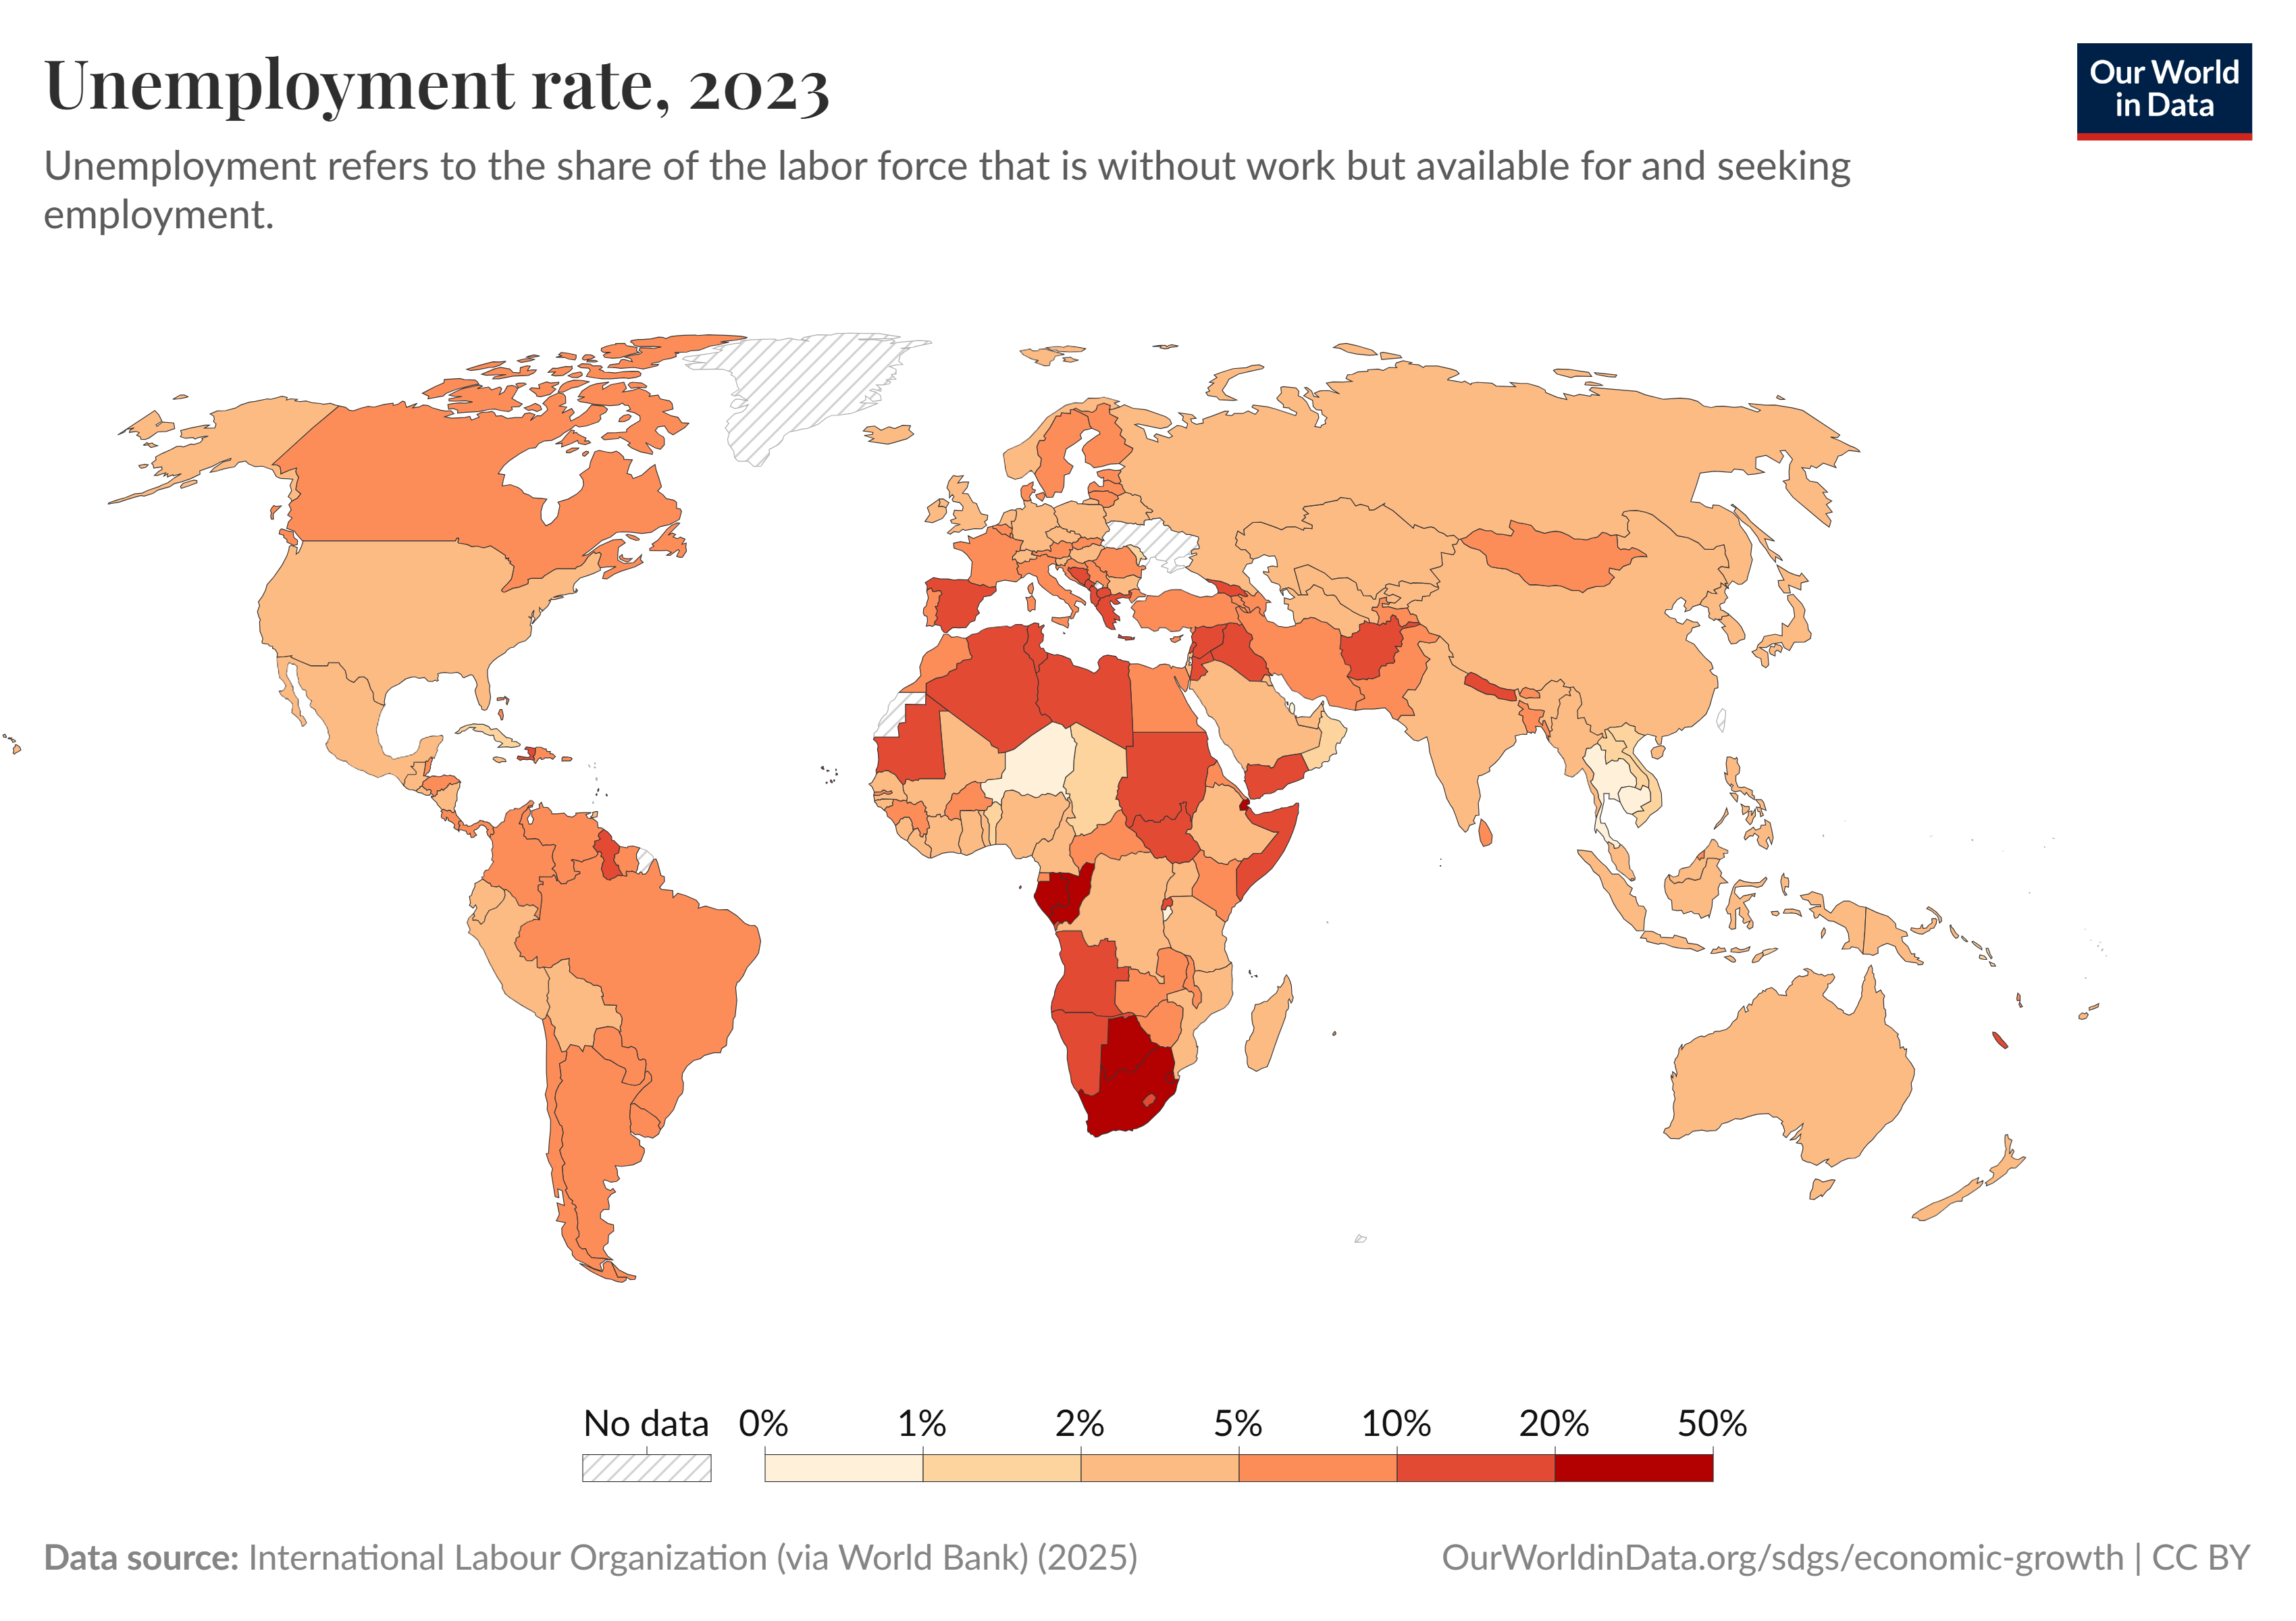 Unemployment rate, 2023
Our World
in Data
Unemployment refers to the share of the labor force that is without work but available for and seeking
employment.
No data 0% 1% 2% 5% 10% 20% 50%
Data source: International Labour Organization (via World Bank) (2025)
OurWorldinData.org/sdgs/economic-growth | CC BY